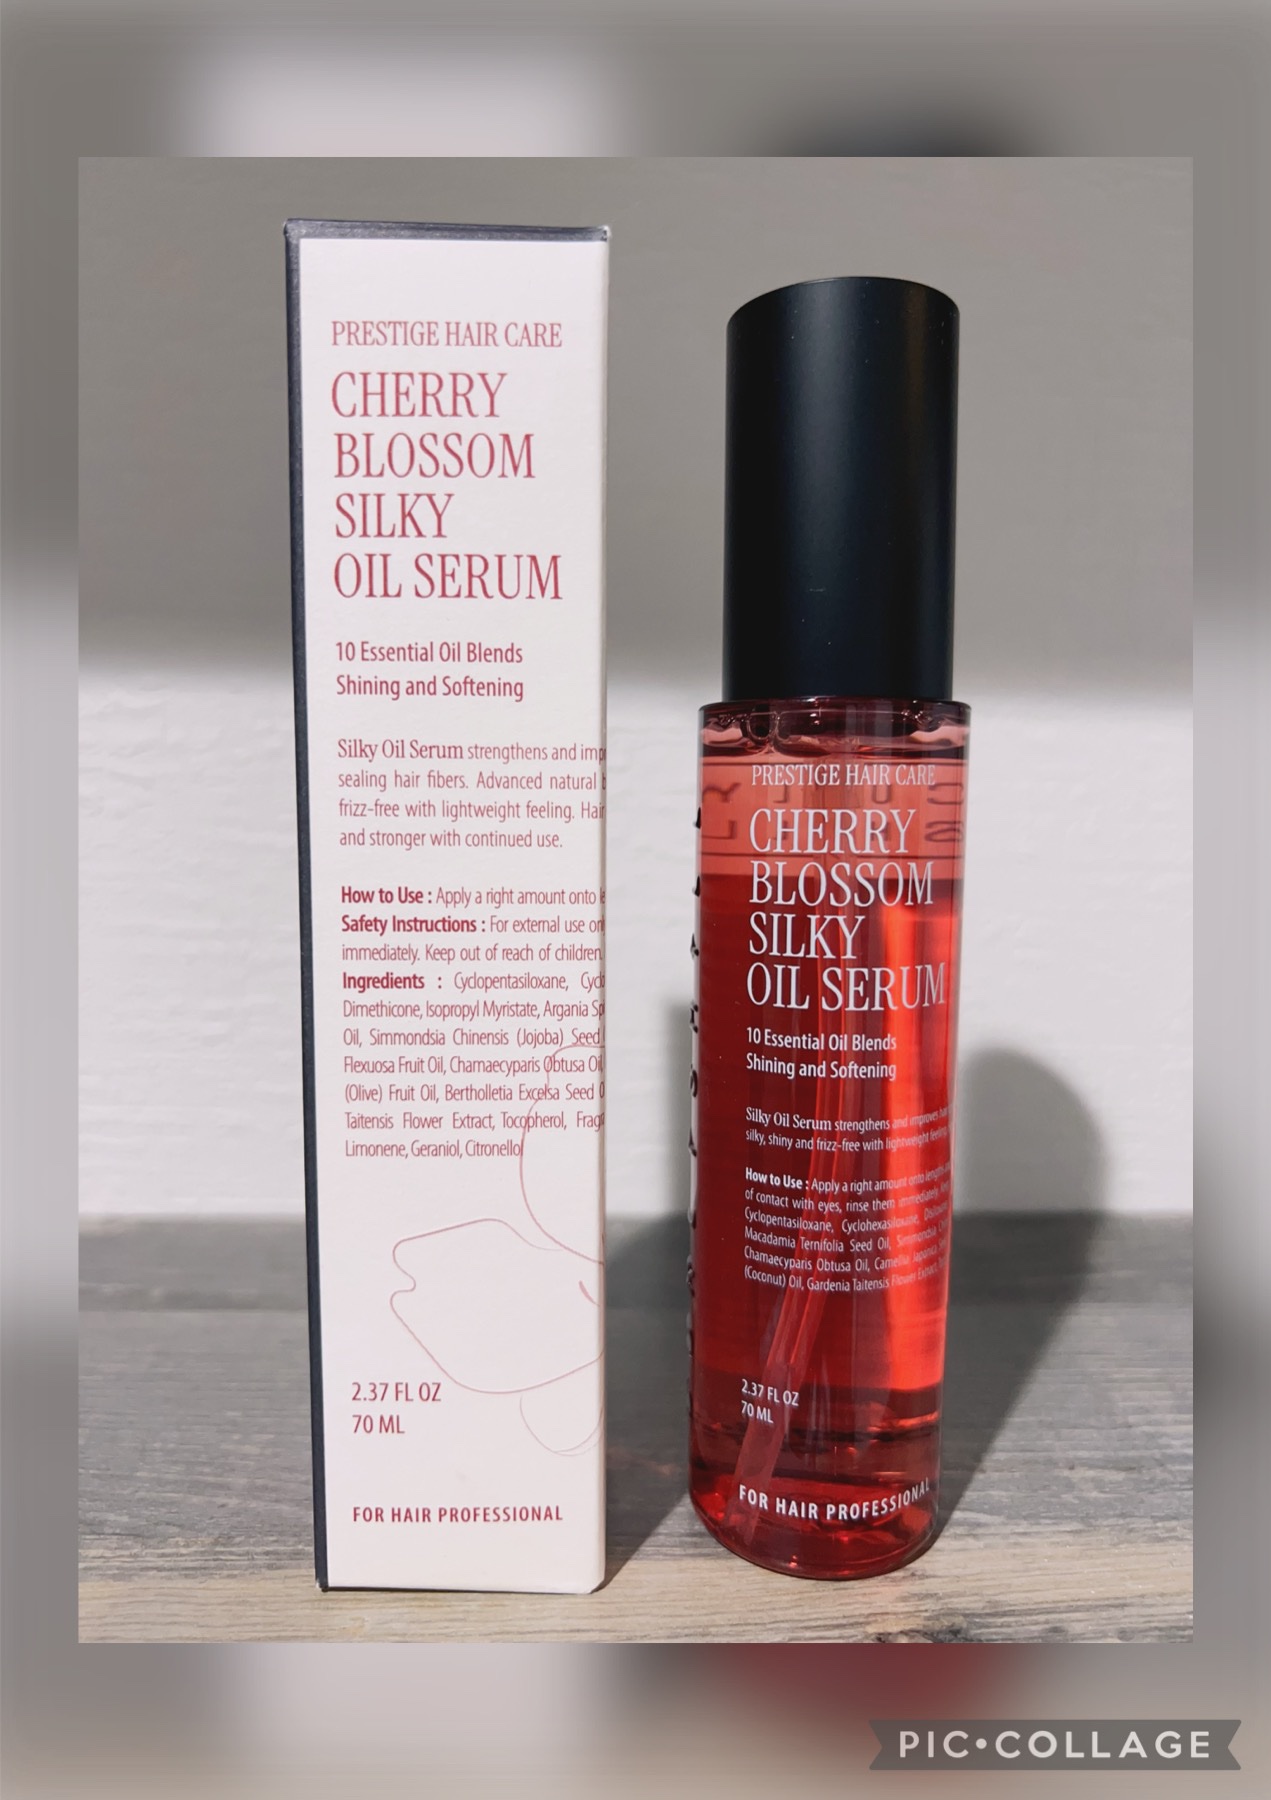 PRESTIGE HAIR CARE
CHERRY
BLOSSOM
SILKY
OIL SERUM
10 Essential Oil Blends
Shining and Softening
Silky Oil Serum strengthens and
sealing hair fibers. Advanced natural
frizz-free with lightweight feeling. Hair
and stronger with continued use.
How to Use : Apply a right amount onto
Safety Instructions : For external use
immediately. Keep out of reach of children.
Ingredients : Cyclopentasiloxane,
Dimethicone, Isopropyl Myristate, Argania
Oil, Simmondsia Chinensis (Jojoba) Seed
Flexuosa Fruit Oil, Chamaecyparis Obtusa
(Olive) Fruit Oil, Bertholletia Excelsa Seed
Taitensis Flower Extract, Tocopherol,
Limonene, Geraniol, Citronellol
2.37 FL OZ
70 ML
FOR HAIR PROFESSIONAL
PRESTIGE HAIR CARE
CHERRY
BLOSSOM
SILKY
OIL SERUM
10 Essential Oil Blends
Shining and Softening
Silky Oil Serum strengthens and improves
silky, shiny and frizz-free with lightweight feeling.
How to Use : Apply a right amount onto lengths
of contact with eyes, rinse them immediately.
Cyclopentasiloxane, Cyclohexasiloxane,
Macadamia Ternifolia Seed Oil,
Chamaecyparis Obtusa Oil, Camellia Japonica
(Coconut) Oil, Gardenia Taitensis Flower Extract,
2.37 FL OZ
70 ML
FOR HAIR PROFESSIONAL
PIC•COLLAGE